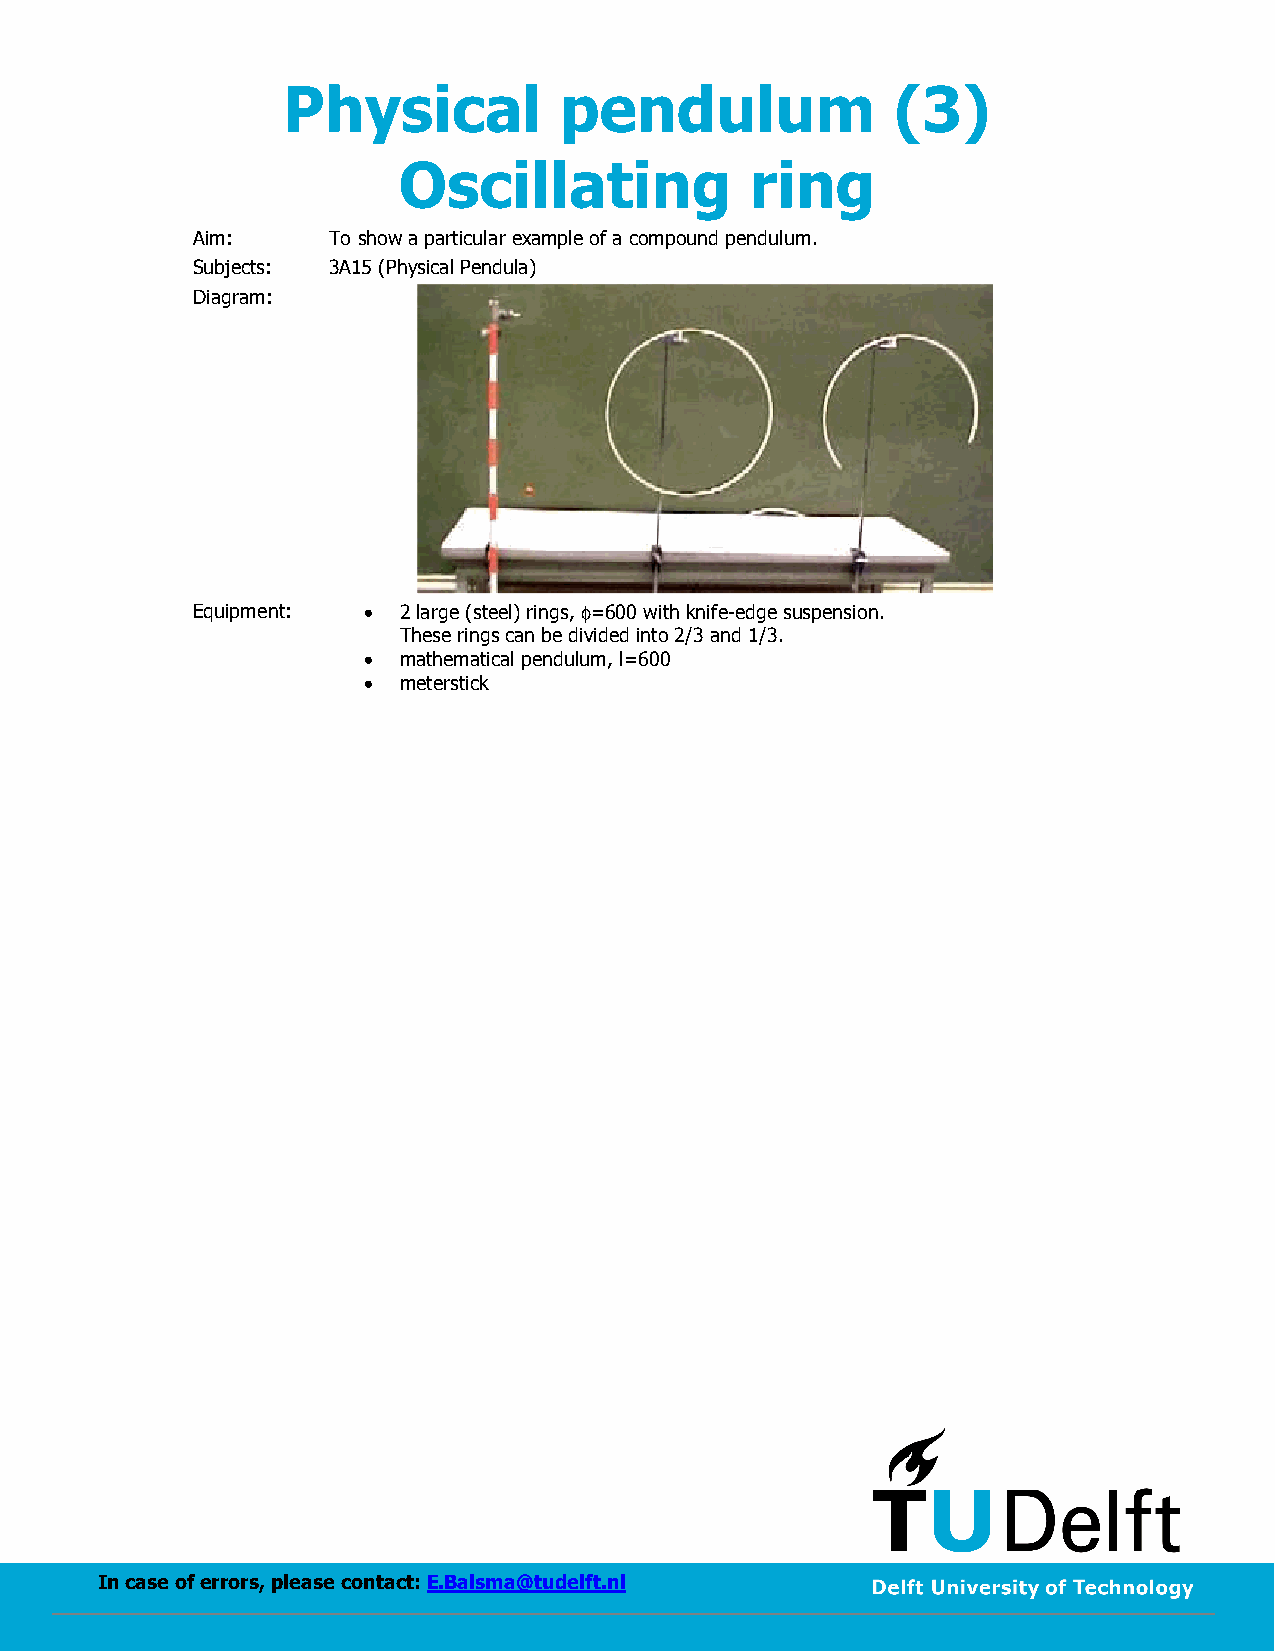 Physical pendulum (3)
Oscillating ring
Aim: To show a particular example of a compound pendulum.
Subjects: 3A15 (Physical Pendula)
Diagram:
Equipment: • 2 large (steel) rings, ϕ=600 with knife-edge suspension.
These rings can be divided into 2/3 and 1/3.
• mathematical pendulum, l=600
• meterstick
TUDelft
In case of errors, please contact: E.Balsma@tudelft.nl
Delft University of Technology